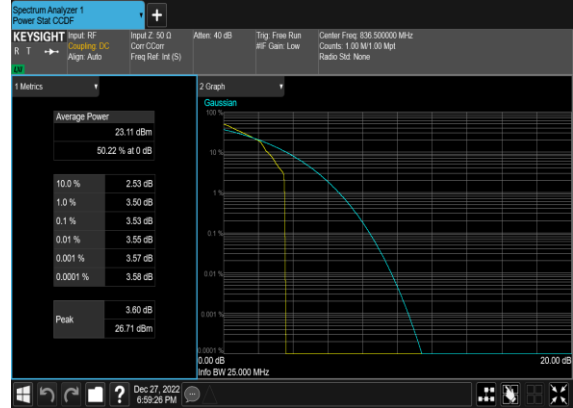 Spectrum Analyzer 1
Power Stat CCDF
+
KEYSIGHT
R T
LM
Input: RF
Coupling: DC
Align: Auto
Input Z: 50 Ω
Corr CCorr
Freq Ref: Int (S)
Atten: 40 dB
Trig: Free Run
#IF Gain: Low
Center Freq: 836.500000 MHz
Counts: 1.00 M/1.00 Mpt
Radio Std: None
1 Metrics
Average Power
23.11 dBm
50.22 % at 0 dB
10.0 % 2.53 dB
1.0 % 3.50 dB
0.1 % 3.53 dB
0.01 % 3.55 dB
0.001 % 3.57 dB
0.0001 % 3.58 dB
Peak
3.60 dB
26.71 dBm
2 Graph
Gaussian
100 %
10 %
1 %
0.1 %
0.01 %
0.001 %
0.0001 %
0.00 dB
20.00 dB
Info BW 25.000 MHz
?
Dec 27, 2022
6:59:26 PM